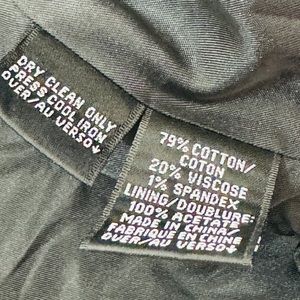 DRY CLEAN ONLY
PRESS COOL IRON
OVER/AU VERSO
79% COTTON/
COTON
20% VISCOSE
1% SPANDEX
LINING/DOUBLURE:
100% ACETATE
MADE IN CHINA/
FABRIQUE EN CHINE
OVER/AU VERSO